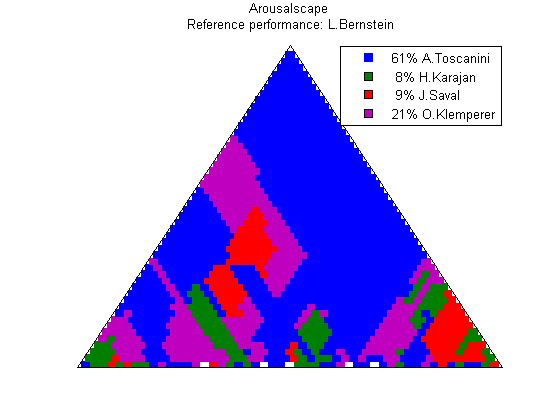 Arousalscape
Reference performance: L.Bernstein
61% A.Toscanini
8% H.Karajan
9% J.Saval
21% O.Klemperer